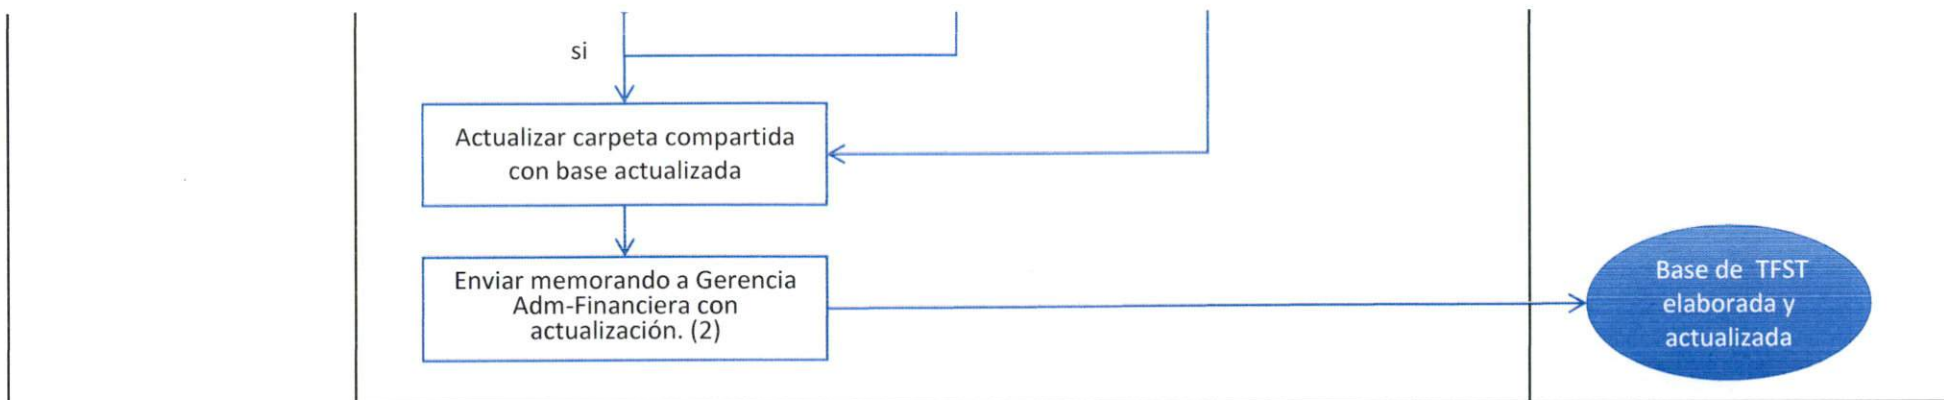 si
Actualizar carpeta compartida
con base actualizada
Enviar memorando a Gerencia
Adm-Financiera con
actualización. (2)
Base de TFST
elaborada y
actualizada